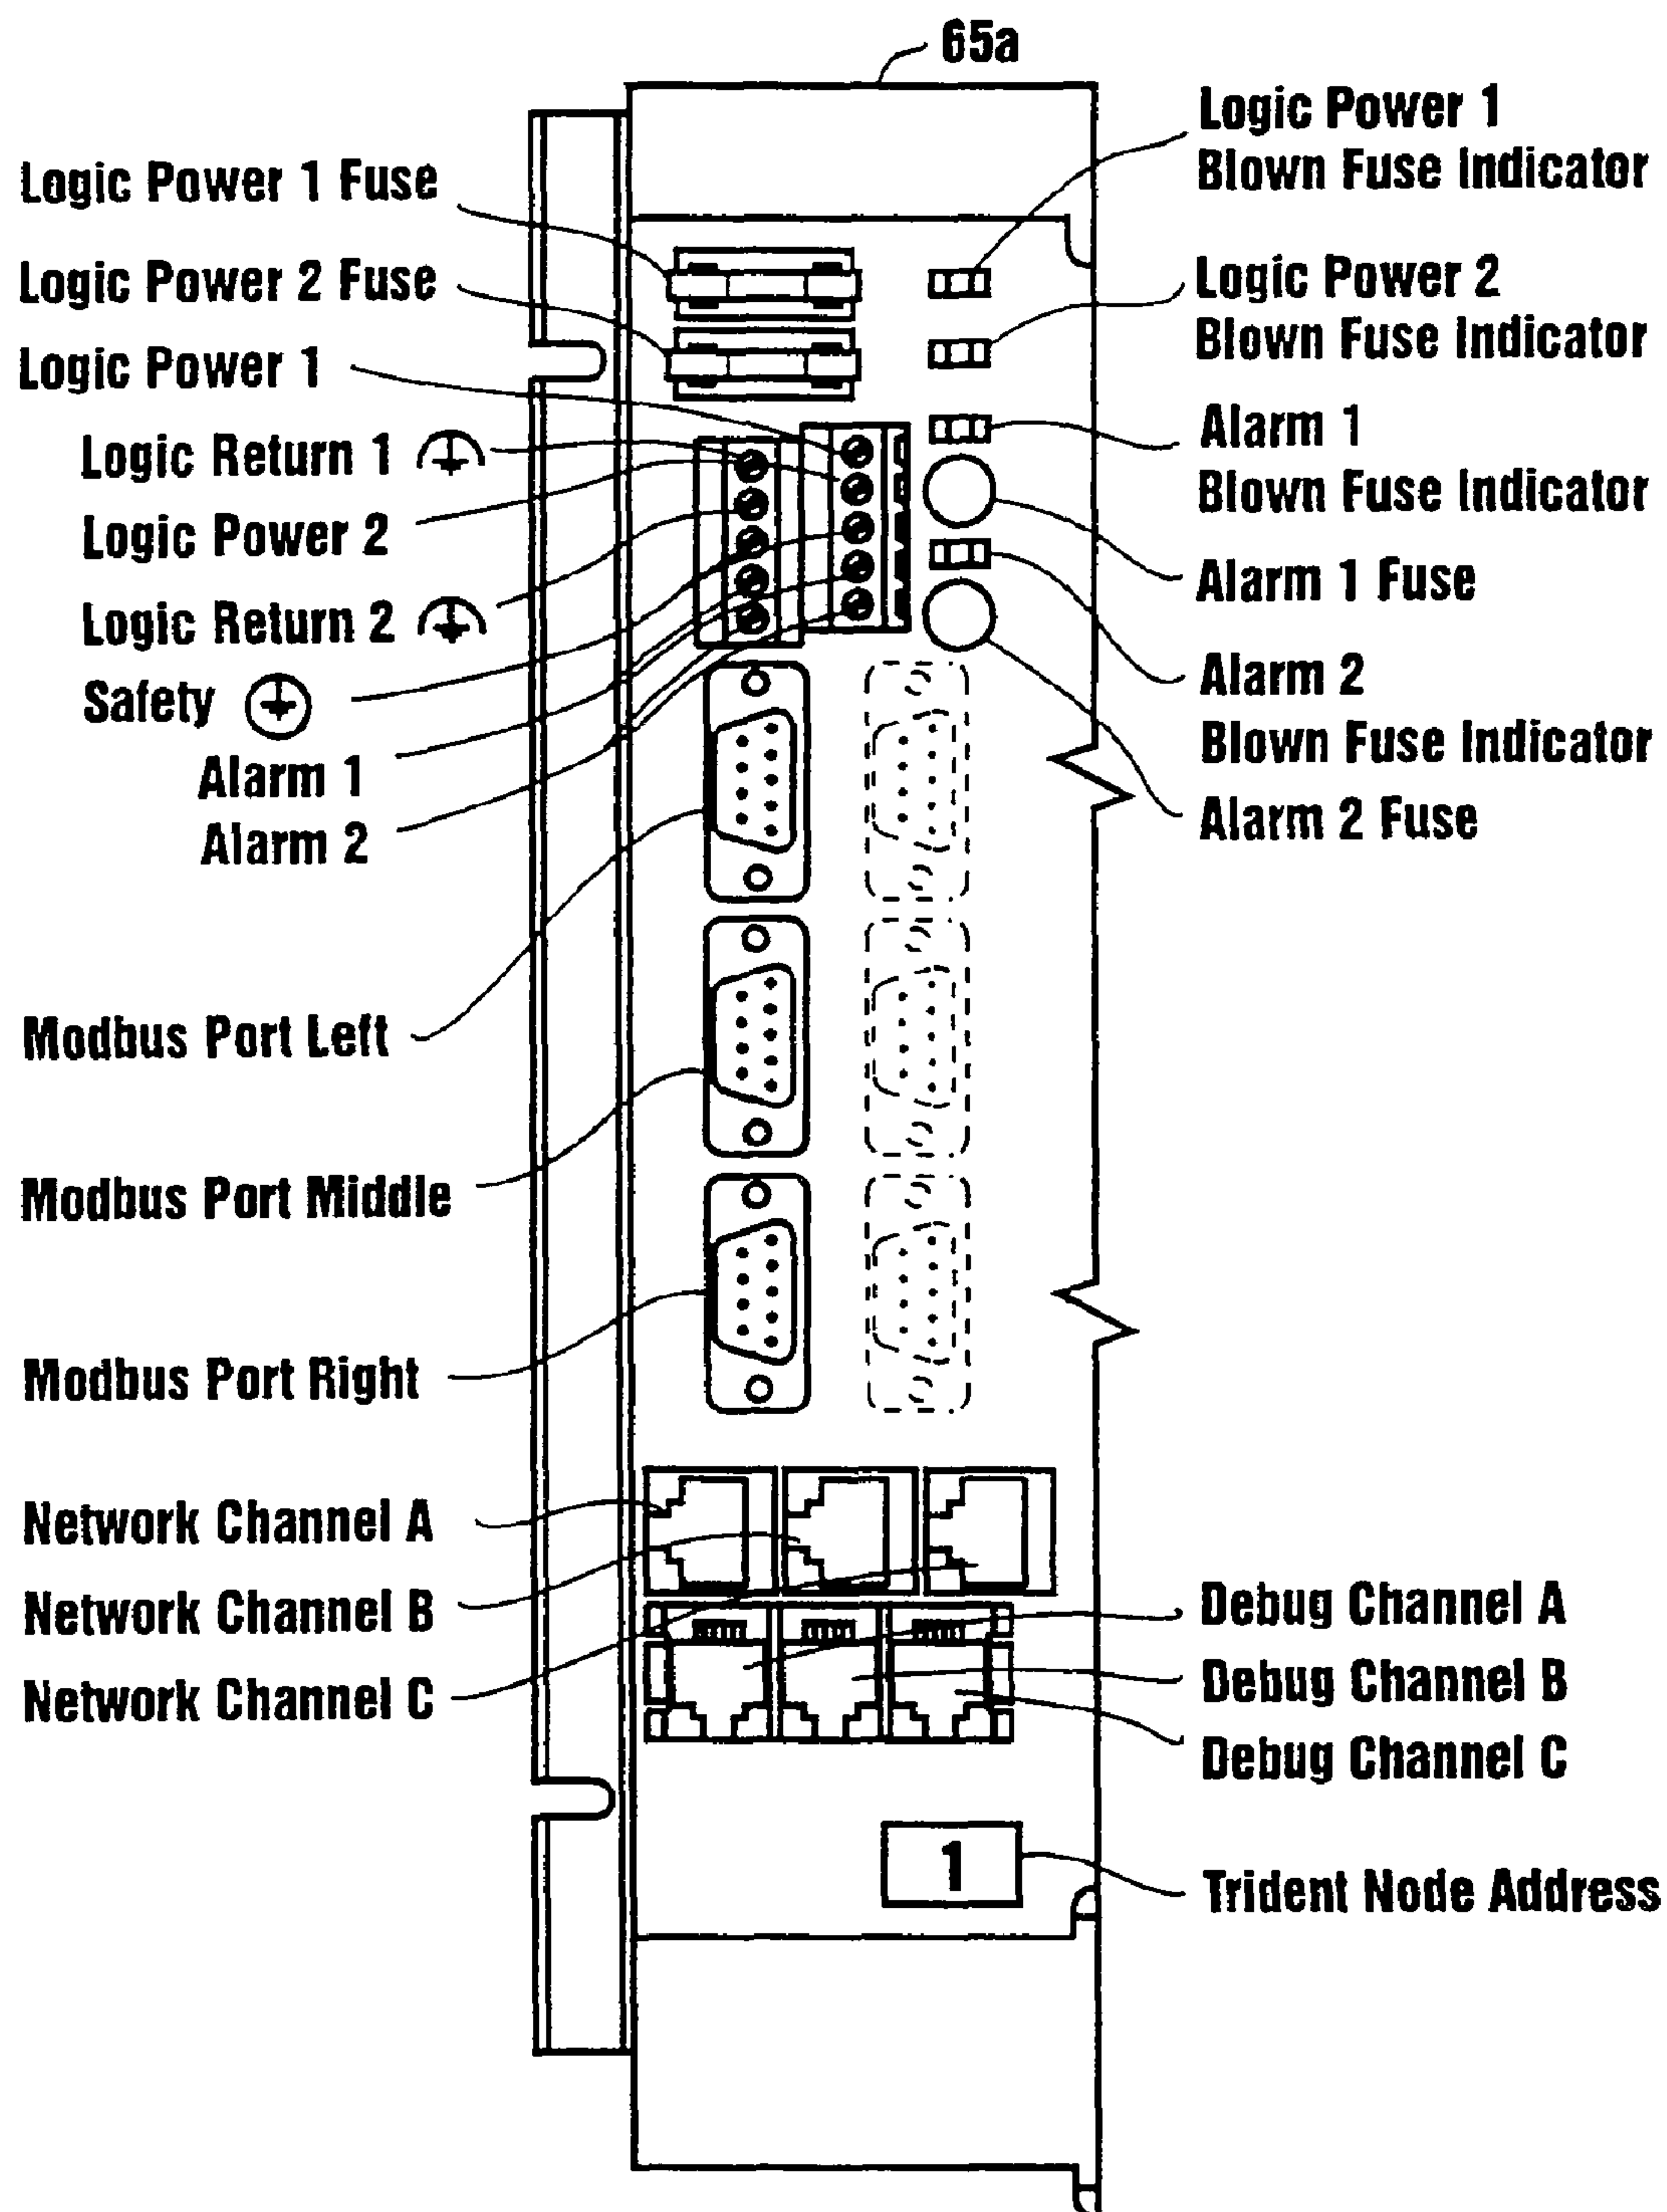 65a
Logic Power 1 Fuse
Logic Power 2 Fuse
Logic Power 1
Logic Return 1
Logic Power 2
Logic Return 2
Safety
Alarm 1
Alarm 2
Modbus Port Left
Modbus Port Middle
Modbus Port Right
Network Channel A
Network Channel B
Network Channel C
Logic Power 1
Blown Fuse Indicator
Logic Power 2
Blown Fuse Indicator
Alarm 1
Blown Fuse Indicator
Alarm 1 Fuse
Alarm 2
Blown Fuse Indicator
Alarm 2 Fuse
Debug Channel A
Debug Channel B
Debug Channel C
1
Trident Node Address